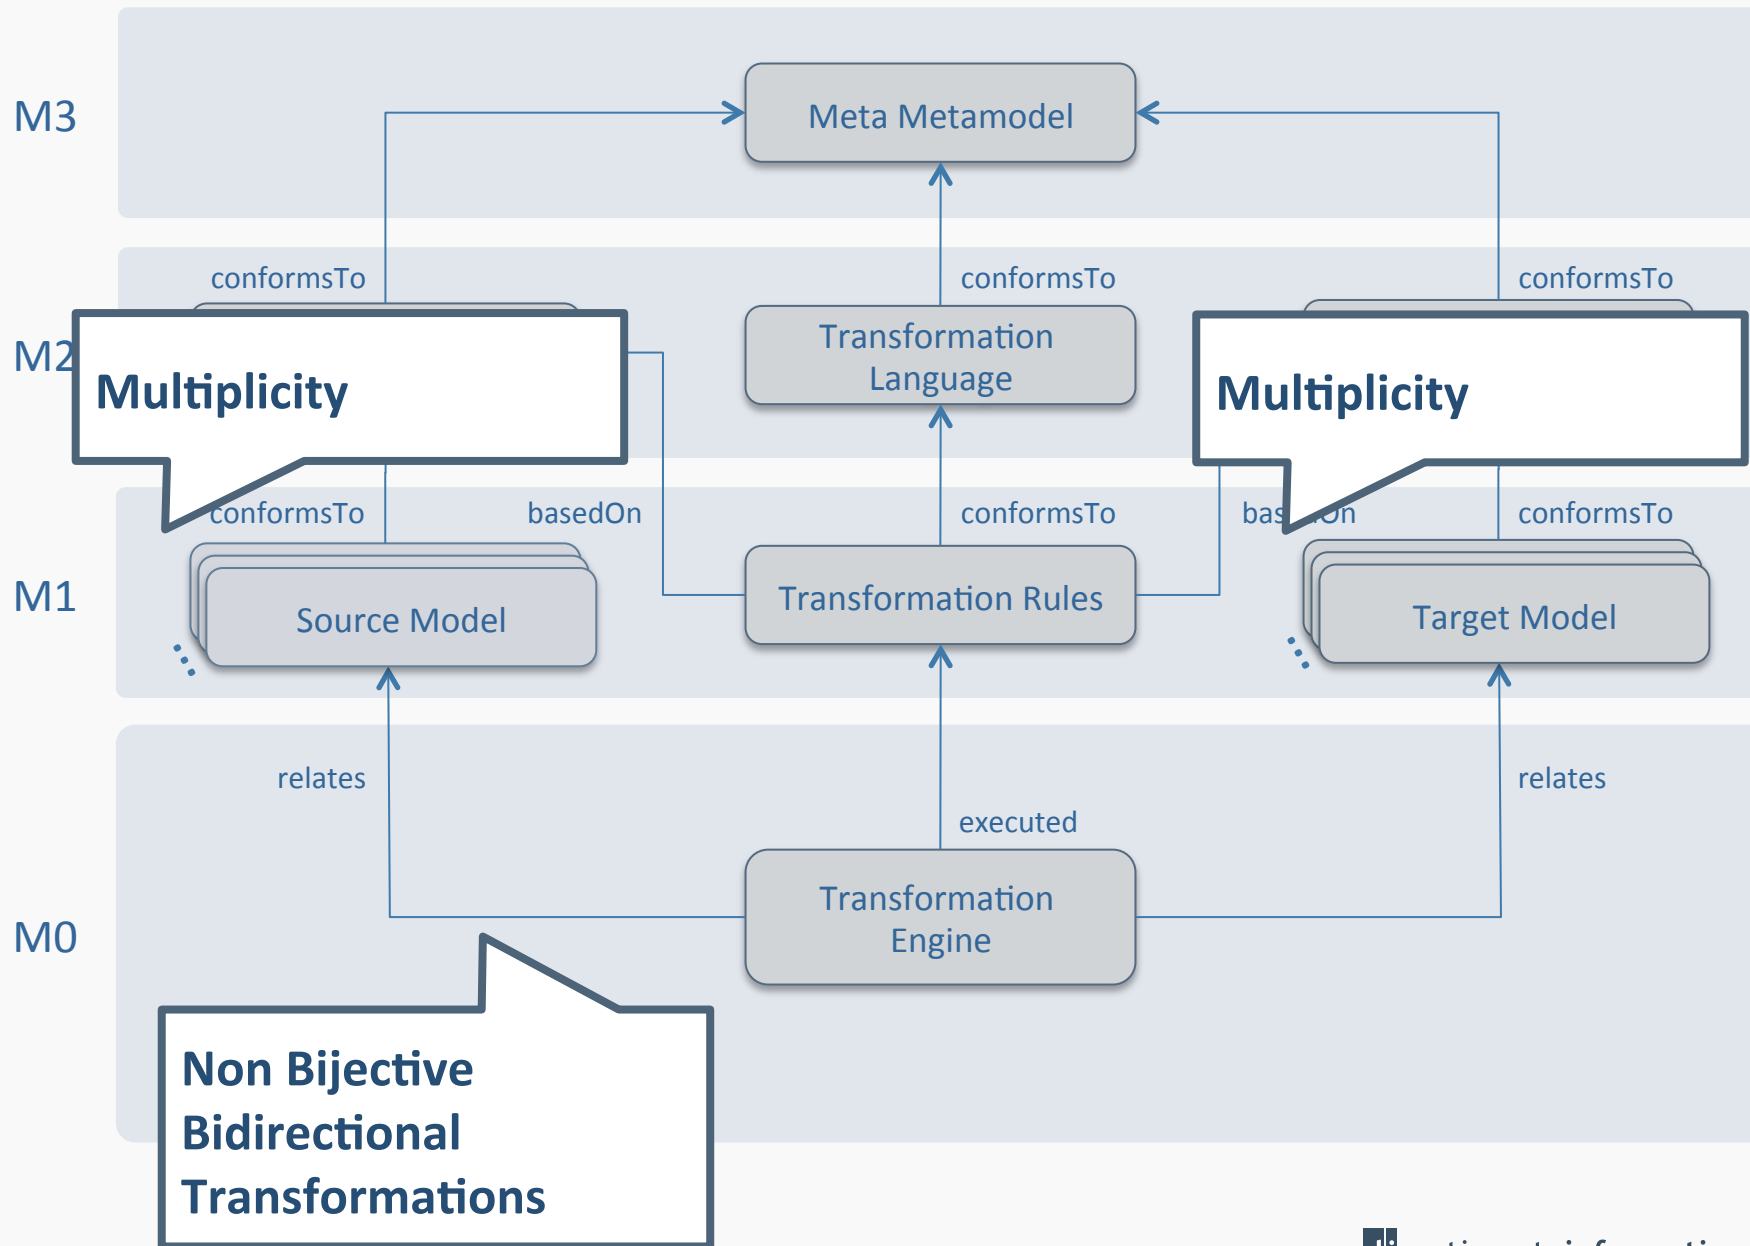 M3
Meta Metamodel
conformsTo
conformsTo
conformsTo
M2
Multiplicity
Transformation
Language
Multiplicity
conformsTo
basedOn
conformsTo
conformsTo
M1
Source Model
Transformation Rules
Target Model
relates
relates
executed
M0
Transformation
Engine
Non Bijective
Bidirectional
Transformations